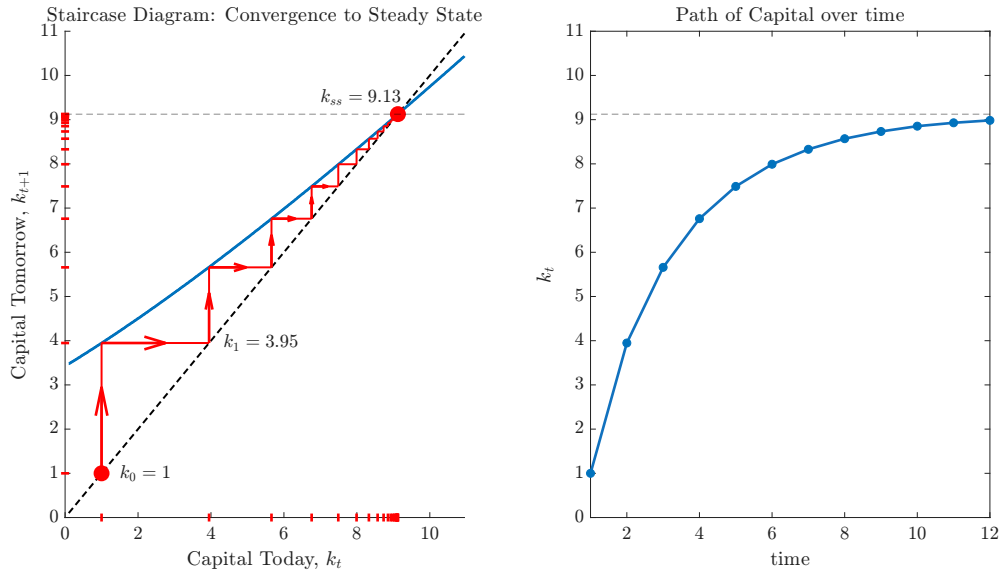 Staircase Diagram: Convergence to Steady State
11
10
9
8
7
6
5
4
3
2
1
0
Capital Tomorrow, k_{t+1}
k_{ss} = 9.13
k_1 = 3.95
k_0 = 1
0 2 4 6 8 10
Capital Today, k_t
Path of Capital over time
11
10
9
8
7
6
5
4
3
2
1
0
k_t
2 4 6 8 10 12
time